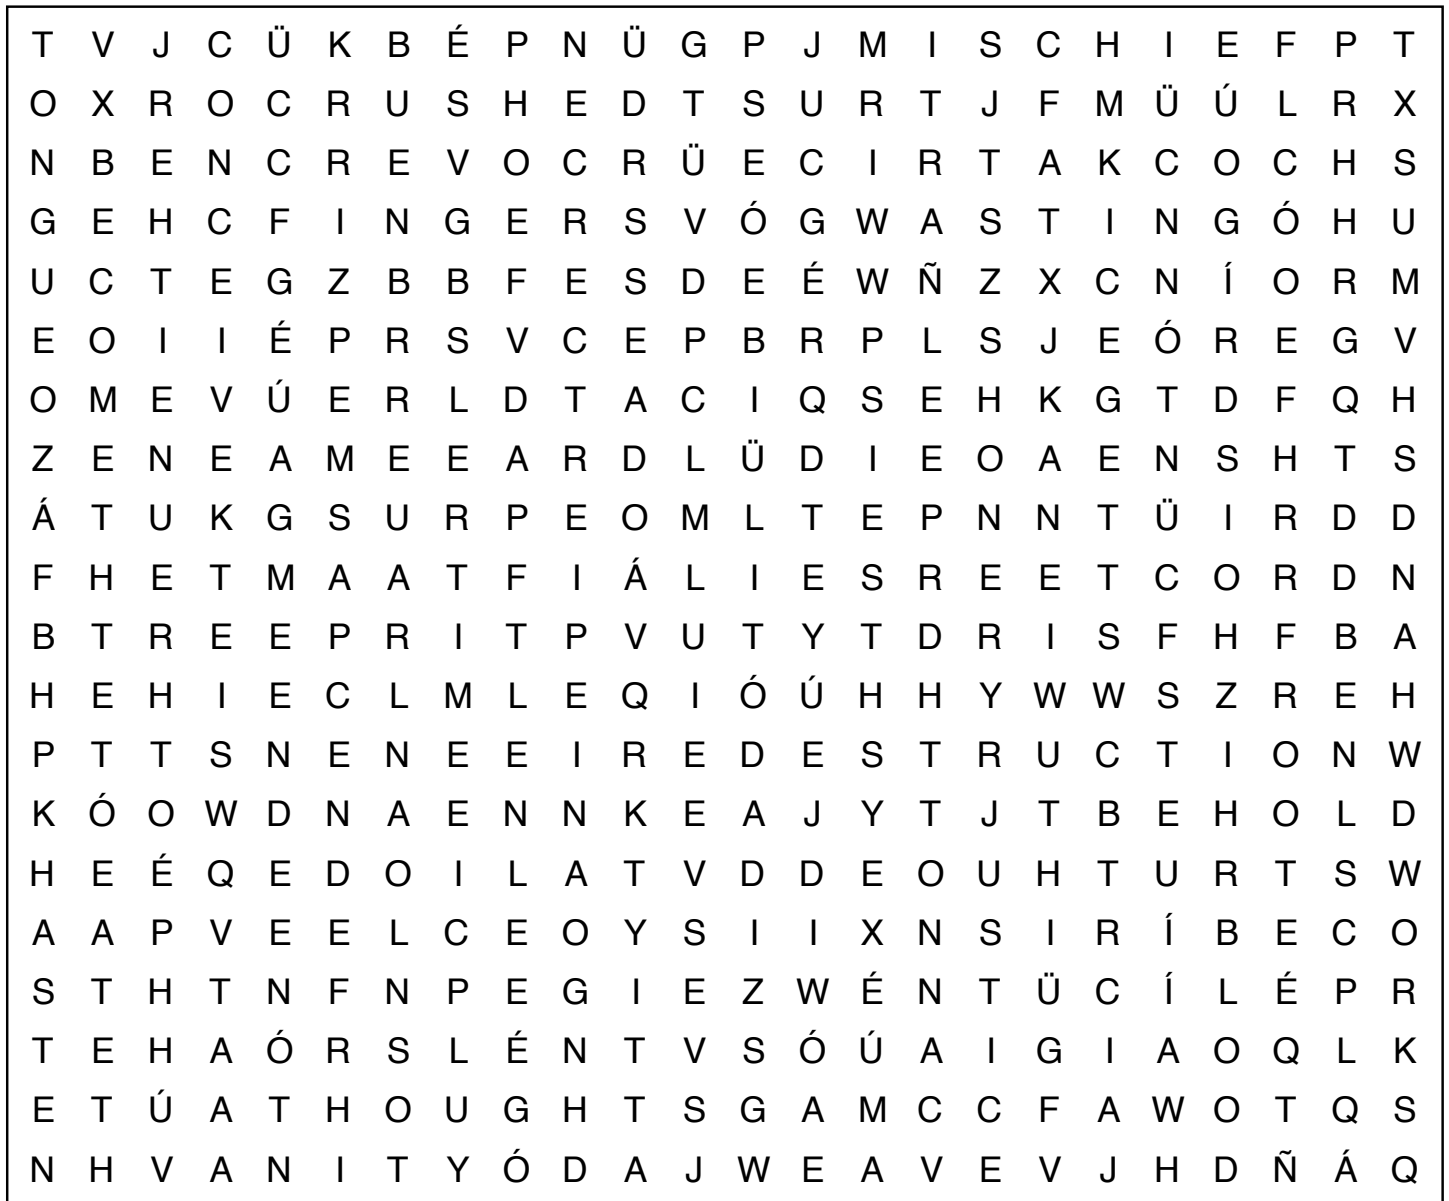 T V J C Ü K B É P N Ü G P J M I S C H I E F P T
O X R O C R U S H E D T S U R T J F M Ü Ú L R X
N B E N C R E V O C R Ü E C I R T A K C O C H S
G E H C F I N G E R S V Ó G W A S T I N G Ó H U
U C T E G Z B B F E S D E É W Ñ Z X C N Í O R M
E O I I É P R S V C E P B R P L S J E Ó R E G V
O M E V Ú E R L D T A C I Q S E H K G T D F Q H
Z E N E A M E E A R D L Ü D I E O A E N S H T S
Á T U K G S U R P E O M L T E P N N T Ü I R D D
F H E T M A A T F I Á L I E S R E E T C O R D N
B T R E E P R I T P V U T Y T D R I S F H F B A
H E H I E C L M L E Q I Ó Ú H H Y W W S Z R E H
P T T S N E N E E I R E D E S T R U C T I O N W
K Ó O W D N A E N N K E A J Y T J T B E H O L D
H E É Q E D O I L A T V D D E O U H T U R T S W
A A P V E E L C E O Y S I I X N S I R Í B E C O
S T H T N F N P E G I E Z W É N T Ü C Í L É P R
T E H A Ó R S L É N T V S Ó Ú A I G I A O Q L K
E T Ú A T H O U G H T S G A M C C F A W O T Q S
N H V A N I T Y Ó D A J W E A V E V J H D Ñ Á Q